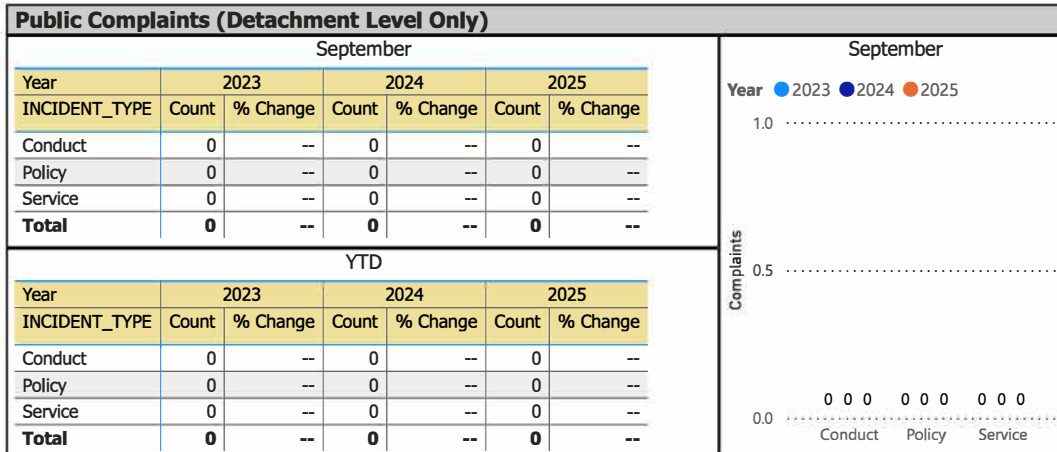 Public Complaints (Detachment Level Only)
September
Year 2023 2024 2025
INCIDENT_TYPE Count % Change Count % Change Count % Change
Conduct 0 -- 0 -- 0 --
Policy 0 -- 0 -- 0 --
Service 0 -- 0 -- 0 --
Total 0 -- 0 -- 0 --
YTD
Year 2023 2024 2025
INCIDENT_TYPE Count % Change Count % Change Count % Change
Conduct 0 -- 0 -- 0 --
Policy 0 -- 0 -- 0 --
Service 0 -- 0 -- 0 --
Total 0 -- 0 -- 0 --
September
Year 2023 2024 2025
1.0
Complaints
0.5
0 0 0 0 0 0 0 0 0
0.0
Conduct Policy Service